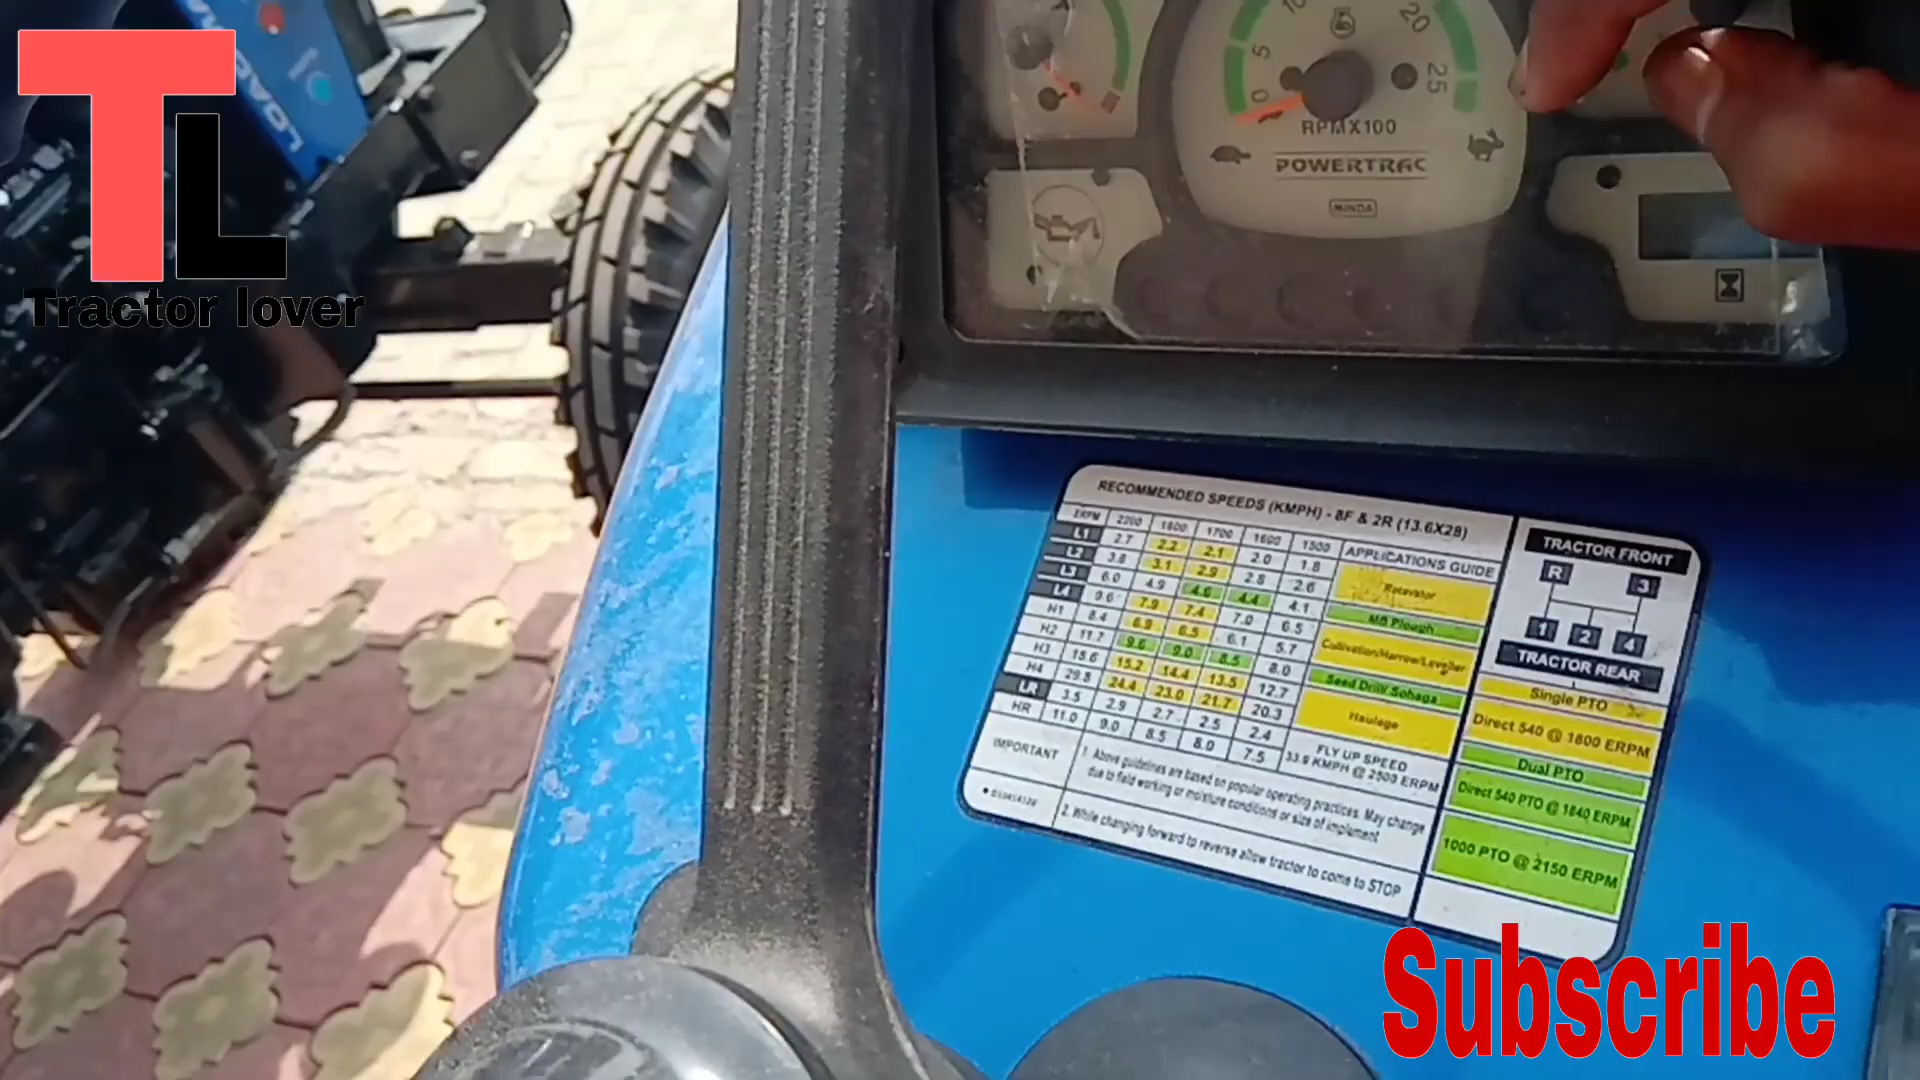 TL
Tractor lover
LOAD
0 5 10 20 25
RPMX100
POWERTRAC
MINDA
RECOMMENDED SPEEDS (KMPH) - 8F & 2R (13.6X28)
ERPM 2200 1800 1700 1600 1500 APPLICATIONS GUIDE
L1 2.7 2.2 2.1 2.0 1.8
L2 3.8 3.1 2.9 2.8 2.6
L3 6.0 4.9 4.6 4.4 4.1
L4 9.6 7.9 7.4 7.0 6.5
H1 8.4 6.9 6.5 6.1 5.7
H2 11.7 9.6 9.0 8.5 8.0
H3 18.6 15.2 14.4 13.5 12.7
H4 29.8 24.4 23.0 21.7 20.3
LR 3.5 2.9 2.7 2.5 2.4
HR 11.0 9.0 8.5 8.0 7.5
Rotavator
MB Plough
Cultivation/Harrow/Leveller
Seed Drill/ Sohaga
Haulage
FLY UP SPEED
33.9 KMPH @ 2500 ERPM
IMPORTANT
1. Above guidelines are based on popular operating practices. May change
due to field working or moisture conditions or size of implement
2. While changing forward to reverse allow tractor to come to STOP
TRACTOR FRONT
R 3
1 2 4
TRACTOR REAR
Single PTO
Direct 540 @ 1800 ERPM
Dual PTO
Direct 540 PTO @ 1840 ERPM
1000 PTO @ 2150 ERPM
Subscribe